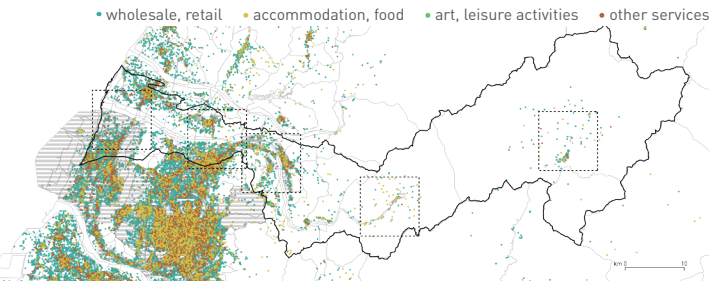 wholesale, retail accommodation, food art, leisure activities other services
km 0 10